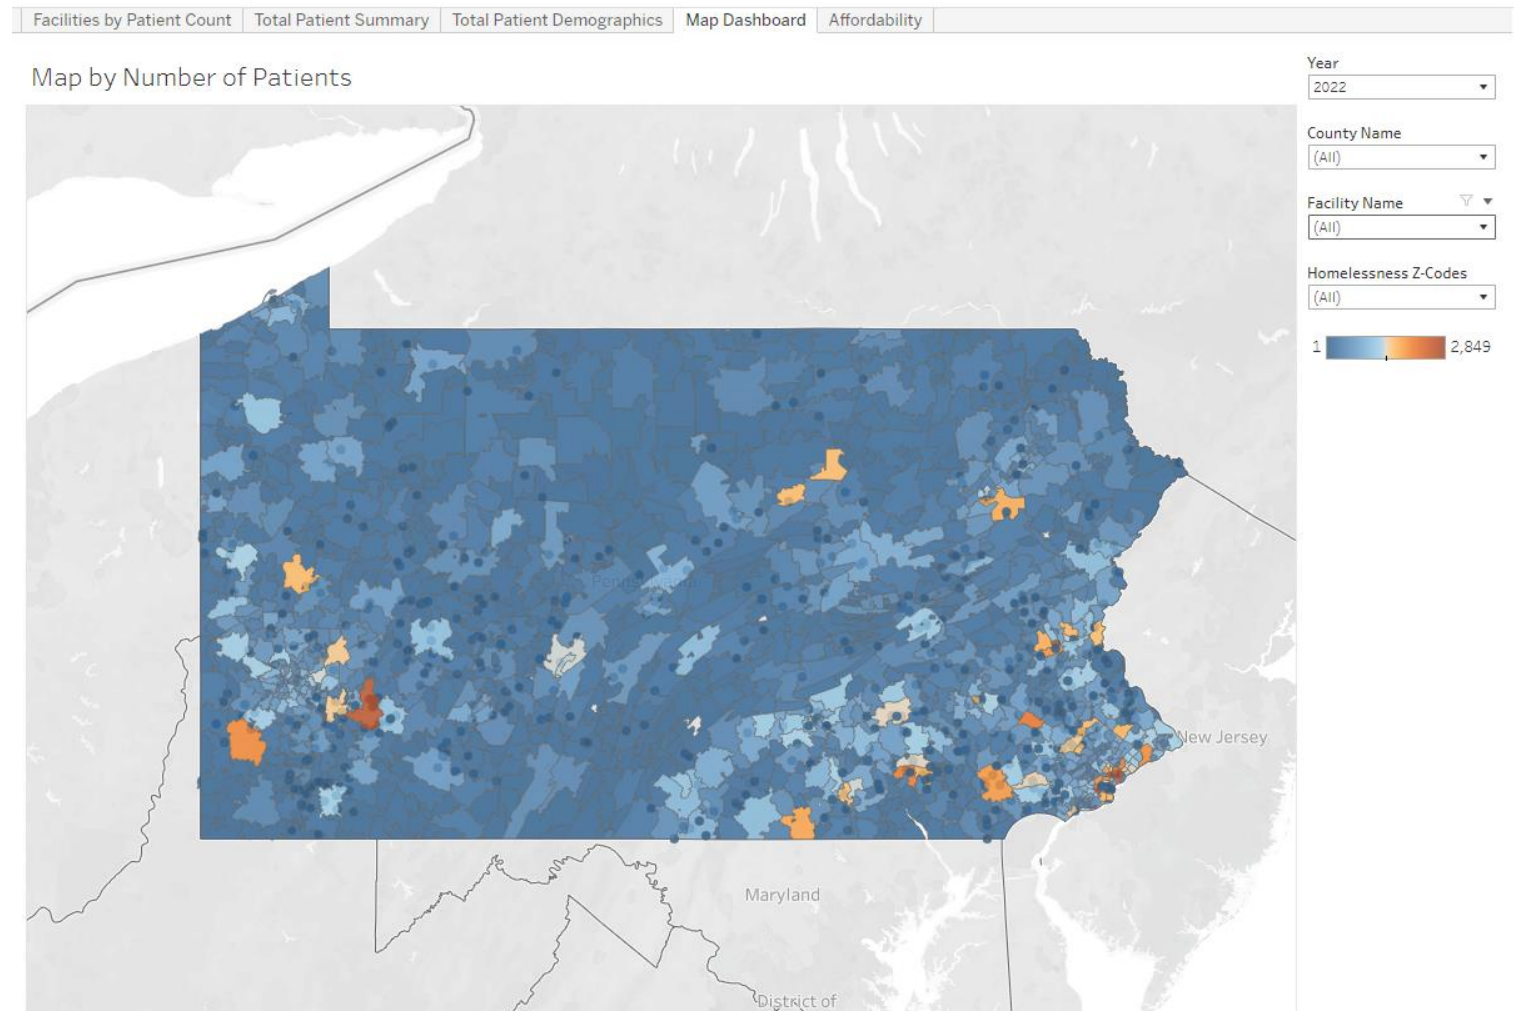 Facilities by Patient Count
Total Patient Summary
Total Patient Demographics
Map Dashboard
Affordability
Map by Number of Patients
Year
2022
County Name
(All)
Facility Name
(All)
Homelessness Z-Codes
(All)
1
2,849
Pennsylvania
New Jersey
Maryland
District of